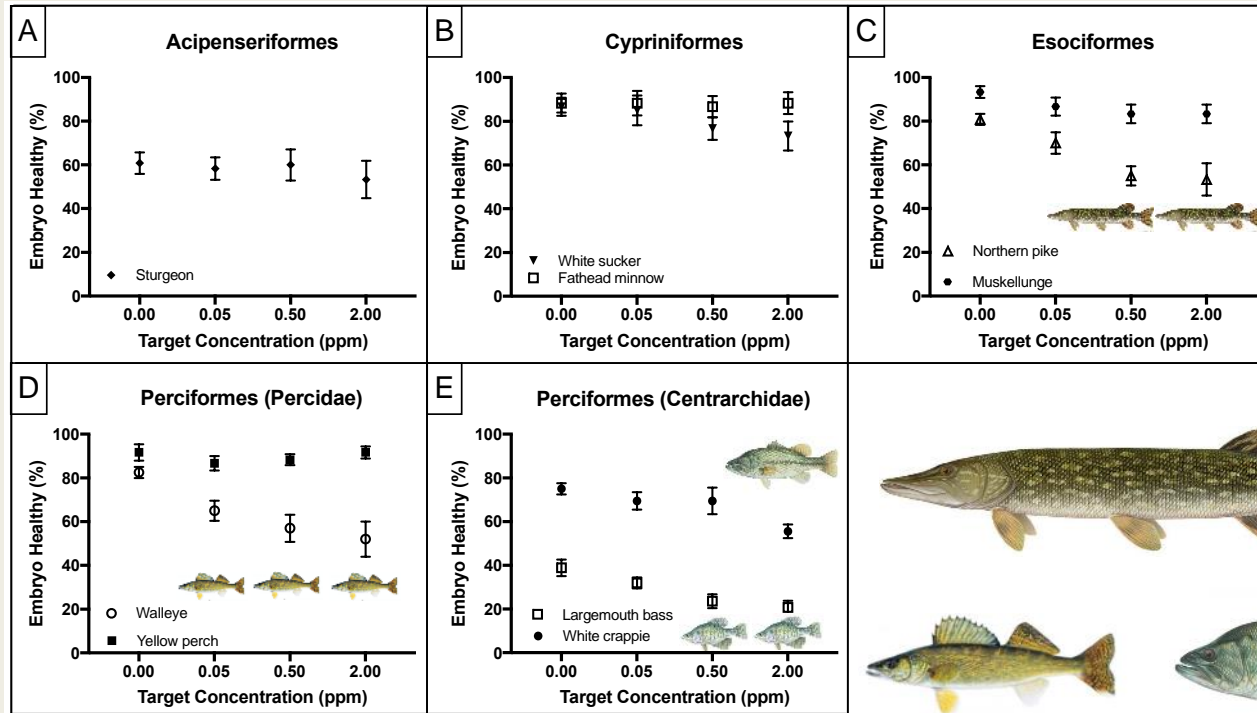 A
Acipenseriformes
Embryo Healthy (%)
100
80
60
40
20
0
Sturgeon
0.00 0.05 0.50 2.00
Target Concentration (ppm)
B
Cypriniformes
Embryo Healthy (%)
100
80
60
40
20
0
White sucker
Fathead minnow
0.00 0.05 0.50 2.00
Target Concentration (ppm)
C
Esociformes
Embryo Healthy (%)
100
80
60
40
20
0
Northern pike
Muskellunge
0.00 0.05 0.50 2.00
Target Concentration (ppm)
D
Perciformes (Percidae)
Embryo Healthy (%)
100
80
60
40
20
0
Walleye
Yellow perch
0.00 0.05 0.50 2.00
Target Concentration (ppm)
E
Perciformes (Centrarchidae)
Embryo Healthy (%)
100
80
60
40
20
0
Largemouth bass
White crappie
0.00 0.05 0.50 2.00
Target Concentration (ppm)